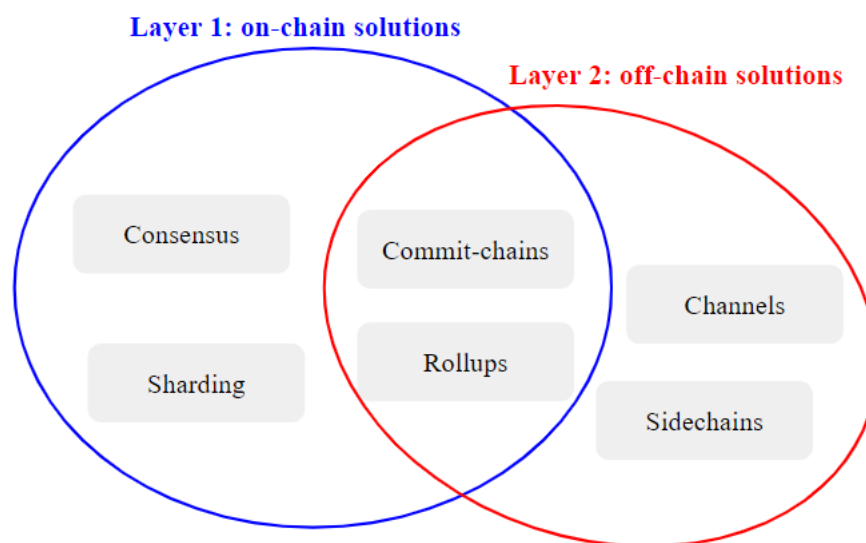 Layer 1: on-chain solutions
Layer 2: off-chain solutions
Consensus
Commit-chains
Channels
Sharding
Rollups
Sidechains